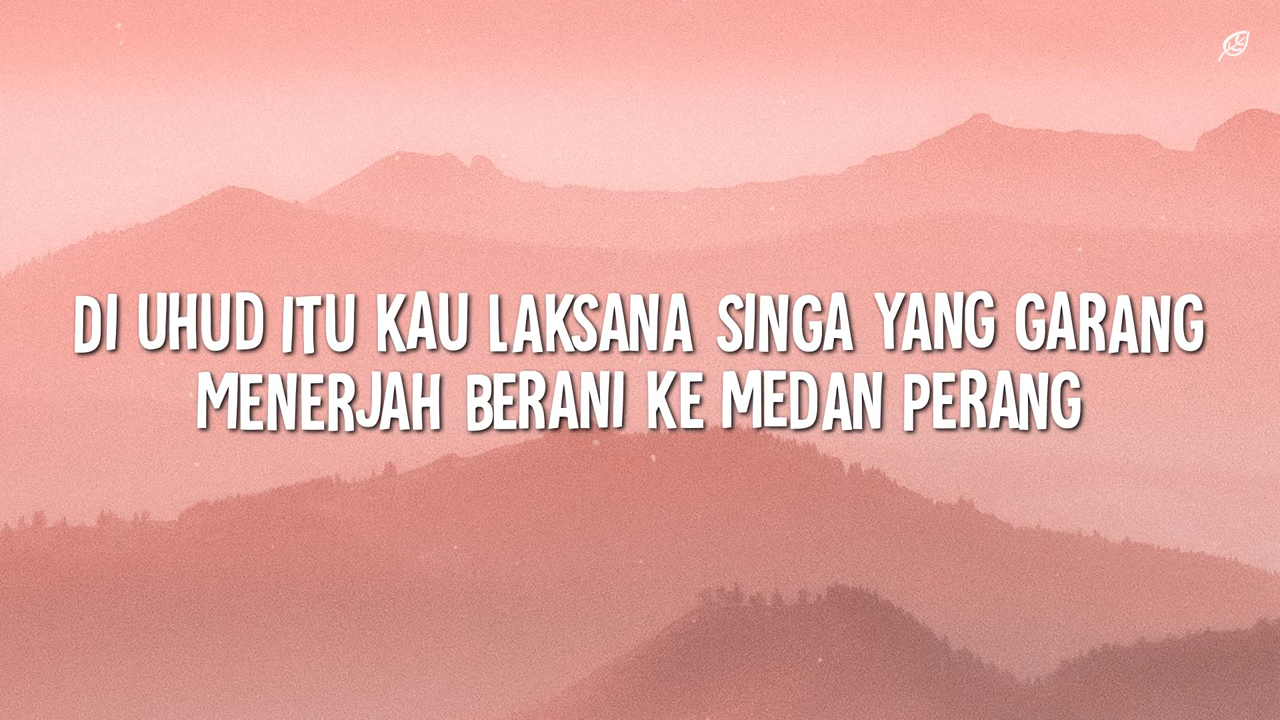 DI UHUD ITU KAU LAKSANA SINGA YANG GARANG
MENERJAH BERANI KE MEDAN PERANG